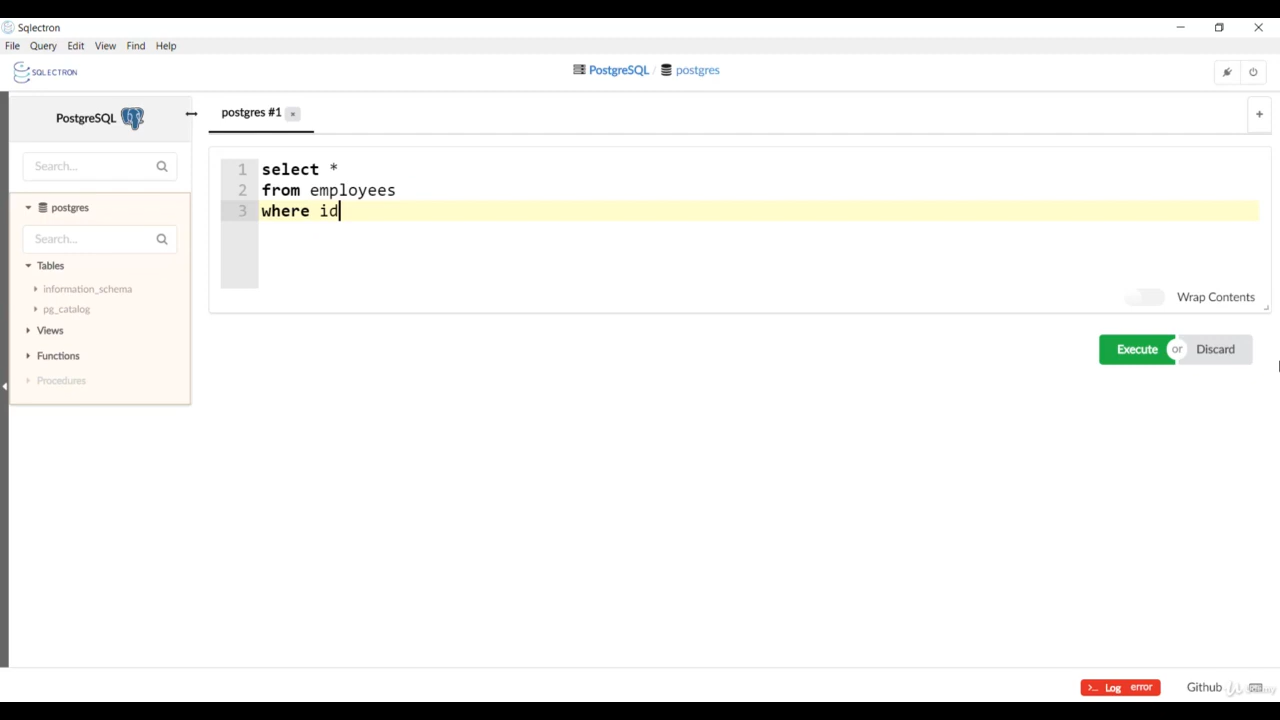 Sqlectron
File Query Edit View Find Help
SQLECTRON
PostgreSQL / postgres
PostgreSQL
postgres #1 ×
+
Search...
1 select *
2 from employees
3 where id
postgres
Search...
Tables
information_schema
pg_catalog
Views
Functions
Procedures
Wrap Contents
Execute or Discard
>_ Log error
Github
Udemy